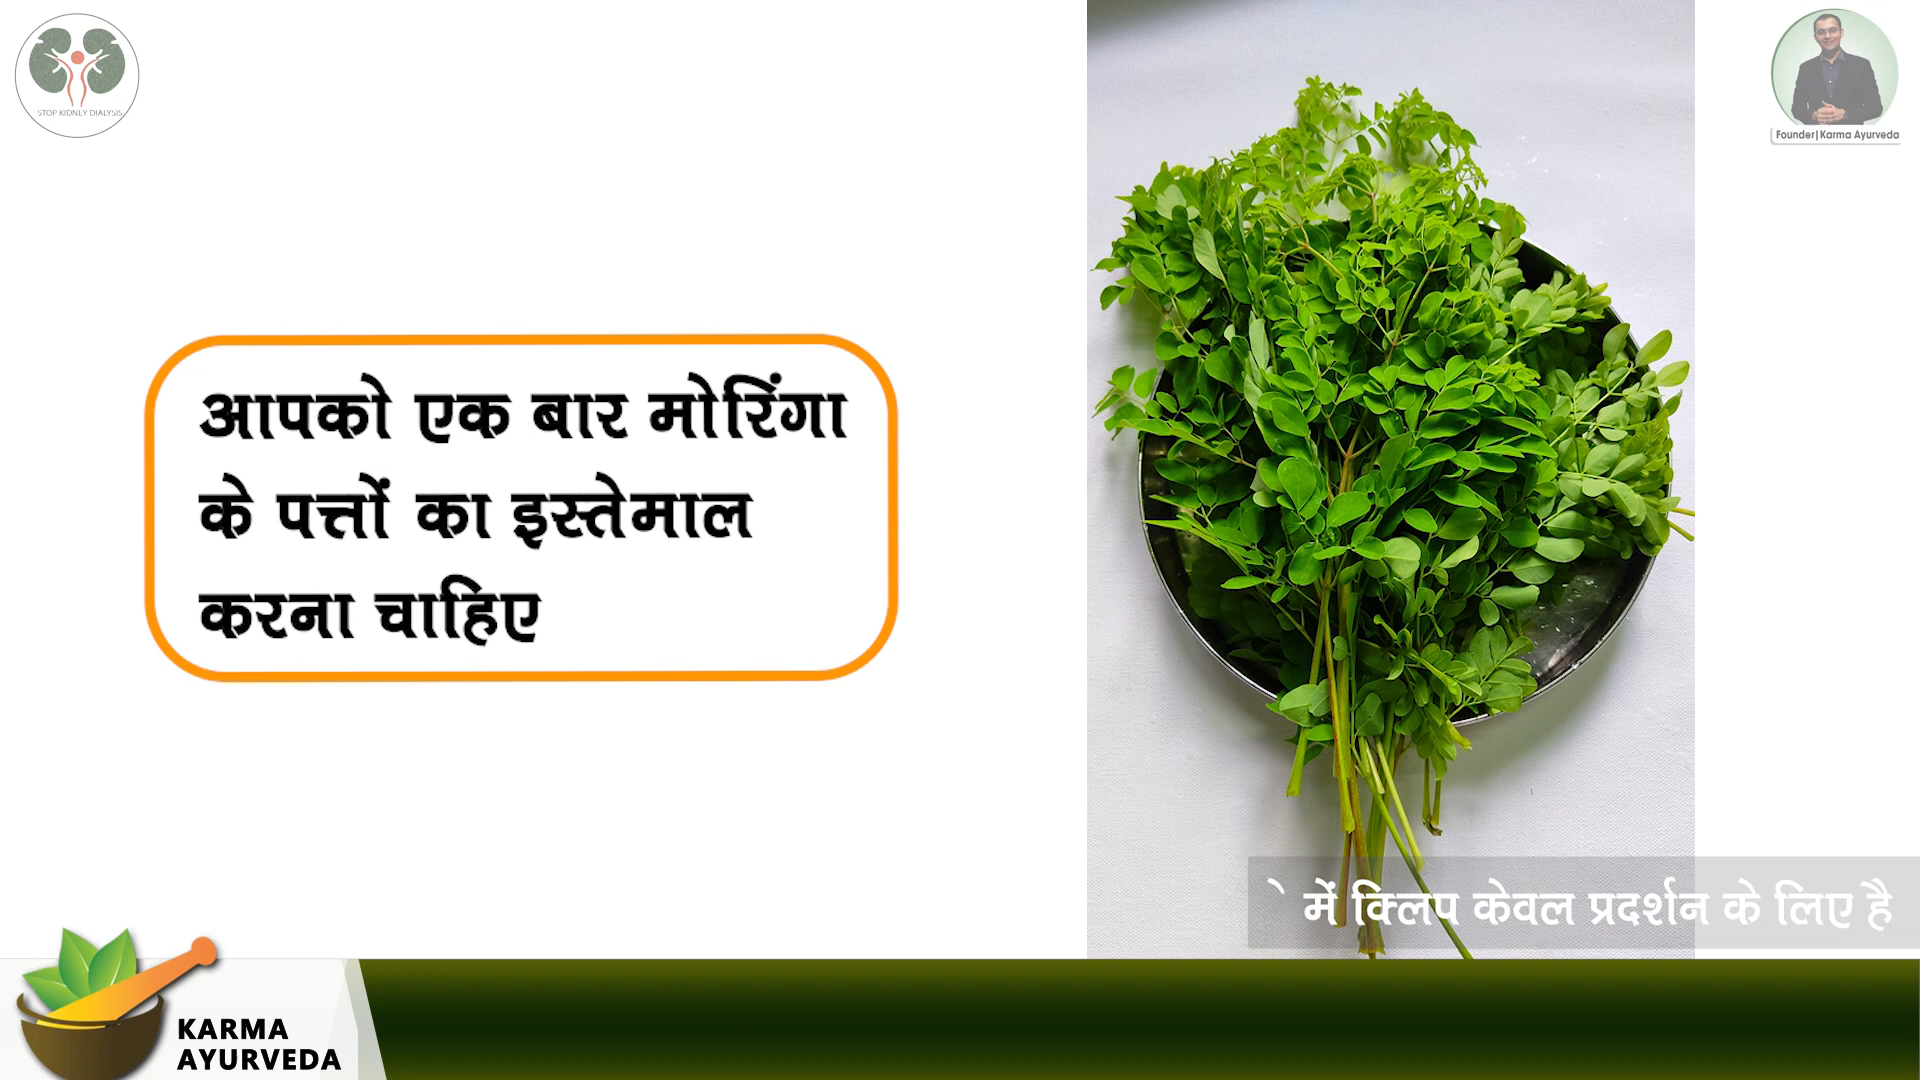 STOP KIDNEY DIALYSIS
Founder|Karma Ayurveda
आपको एक बार मोरिंगा
के पत्तों का इस्तेमाल
करना चाहिए
में क्लिप केवल प्रदर्शन के लिए है
KARMA
AYURVEDA